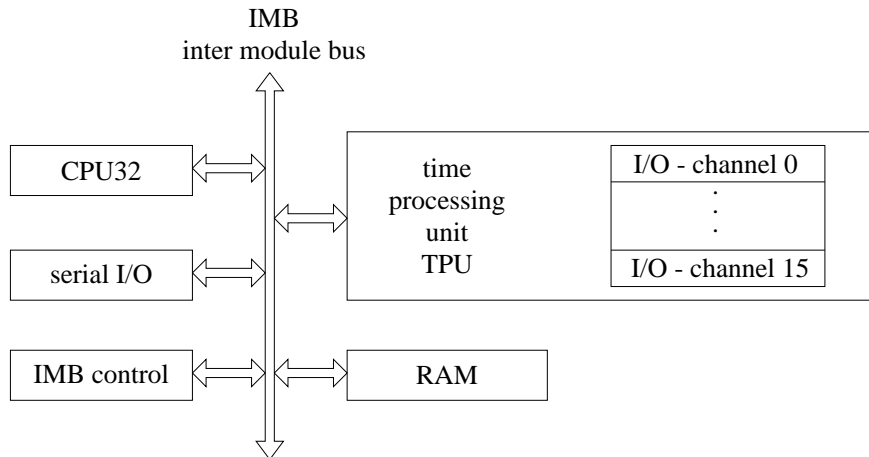 IMB
inter module bus
CPU32
serial I/O
IMB control
time
processing
unit
TPU
I/O - channel 0
.
.
.
I/O - channel 15
RAM